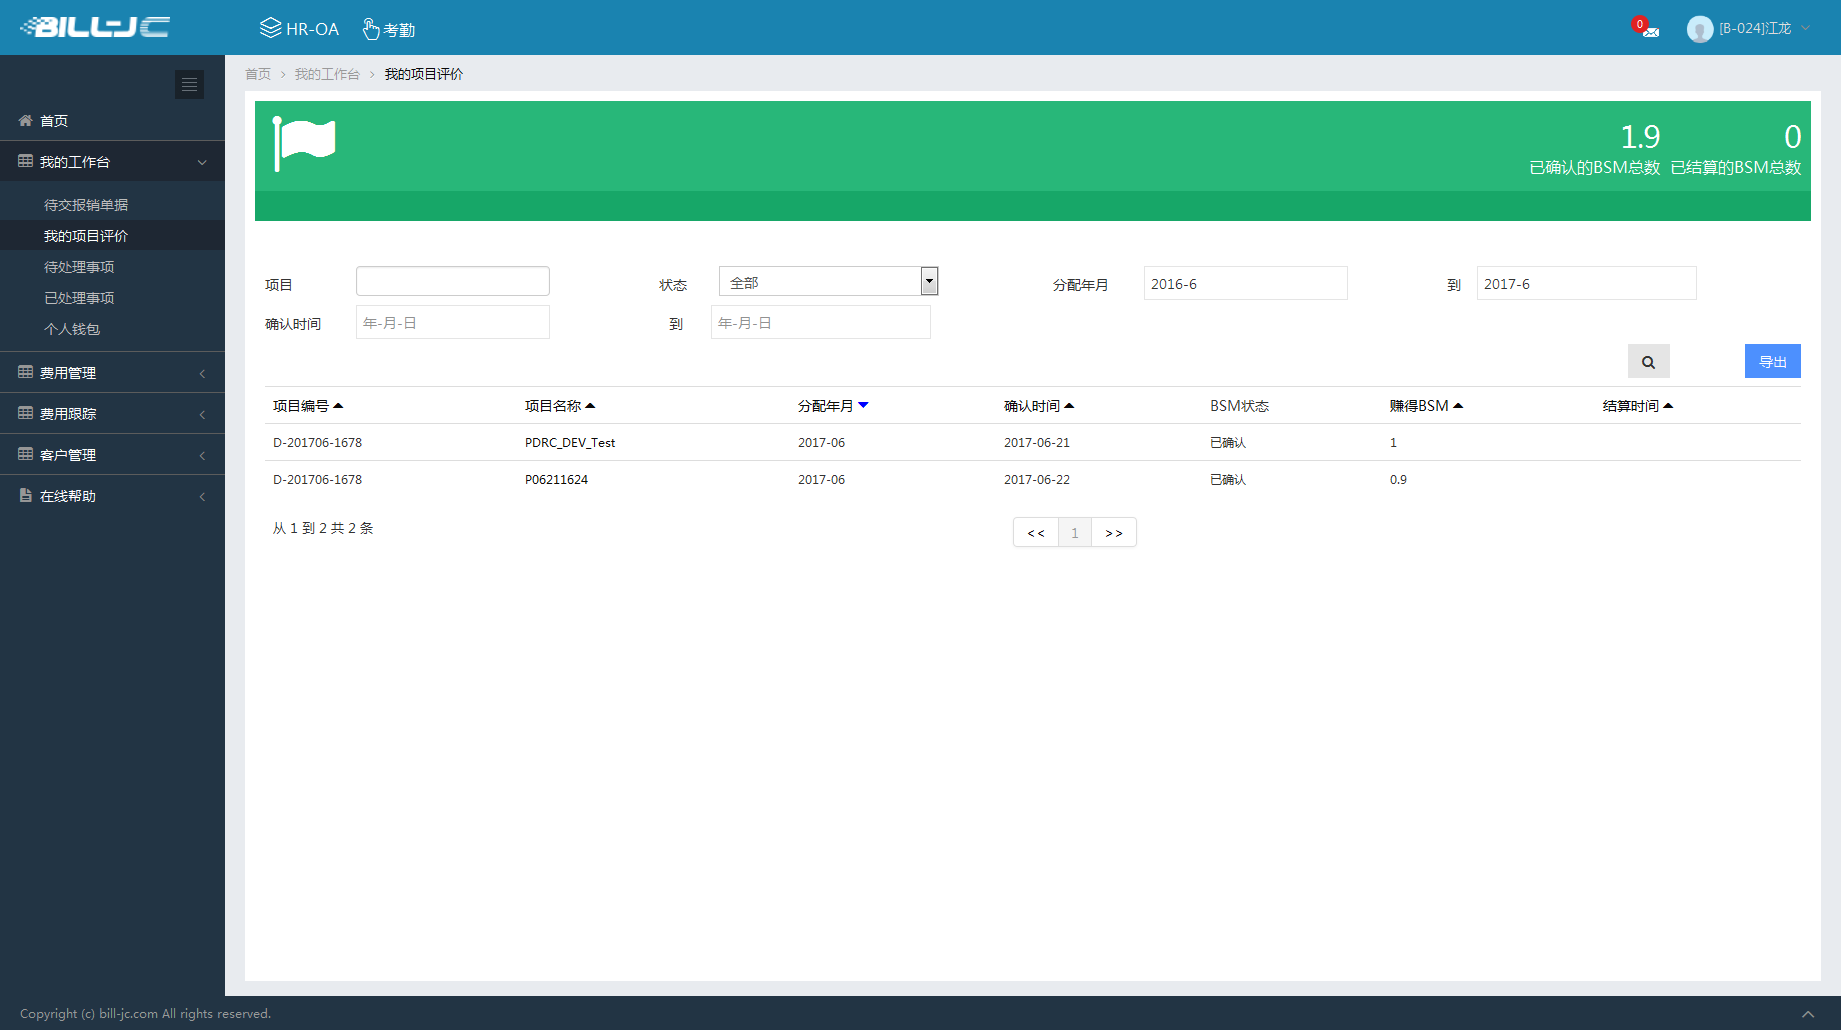 BILL-JC
HR-OA
考勤
0
[B-024]江龙
首页
我的工作台
待交报销单据
我的项目评价
待处理事项
已处理事项
个人钱包
费用管理
费用跟踪
客户管理
在线帮助
首页 > 我的工作台 > 我的项目评价
1.9 0
已确认的BSM总数 已结算的BSM总数
项目 状态 全部 分配年月 2016-6 到 2017-6
确认时间 年-月-日 到 年-月-日
导出
项目编号 项目名称 分配年月 确认时间 BSM状态 赚得BSM 结算时间
D-201706-1678 PDRC_DEV_Test 2017-06 2017-06-21 已确认 1
D-201706-1678 P06211624 2017-06 2017-06-22 已确认 0.9
从 1 到 2 共 2 条 << 1 >>
Copyright (c) bill-jc.com All rights reserved.